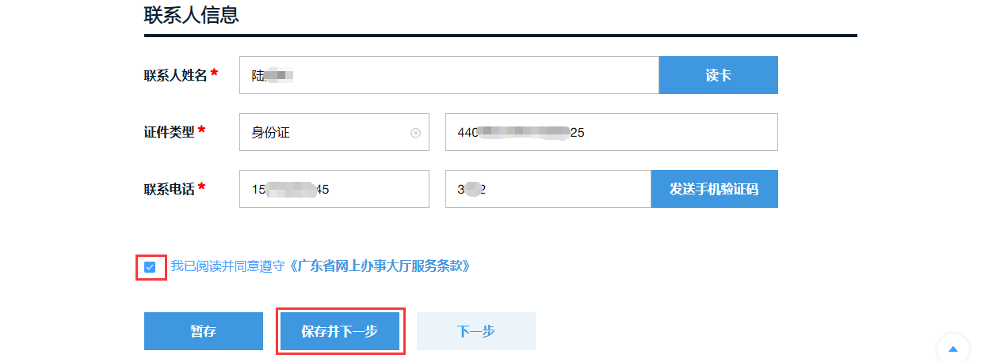 联系人信息
联系人姓名 * 陆 读卡
证件类型 * 身份证 440 25
联系电话 * 15 45 3 2 发送手机验证码
我已阅读并同意遵守《广东省网上办事大厅服务条款》
暂存 保存并下一步 下一步